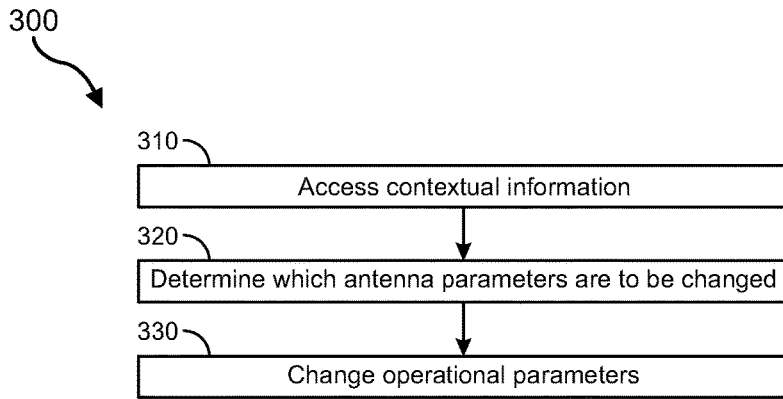 300
310
Access contextual information
320
Determine which antenna parameters are to be changed
330
Change operational parameters